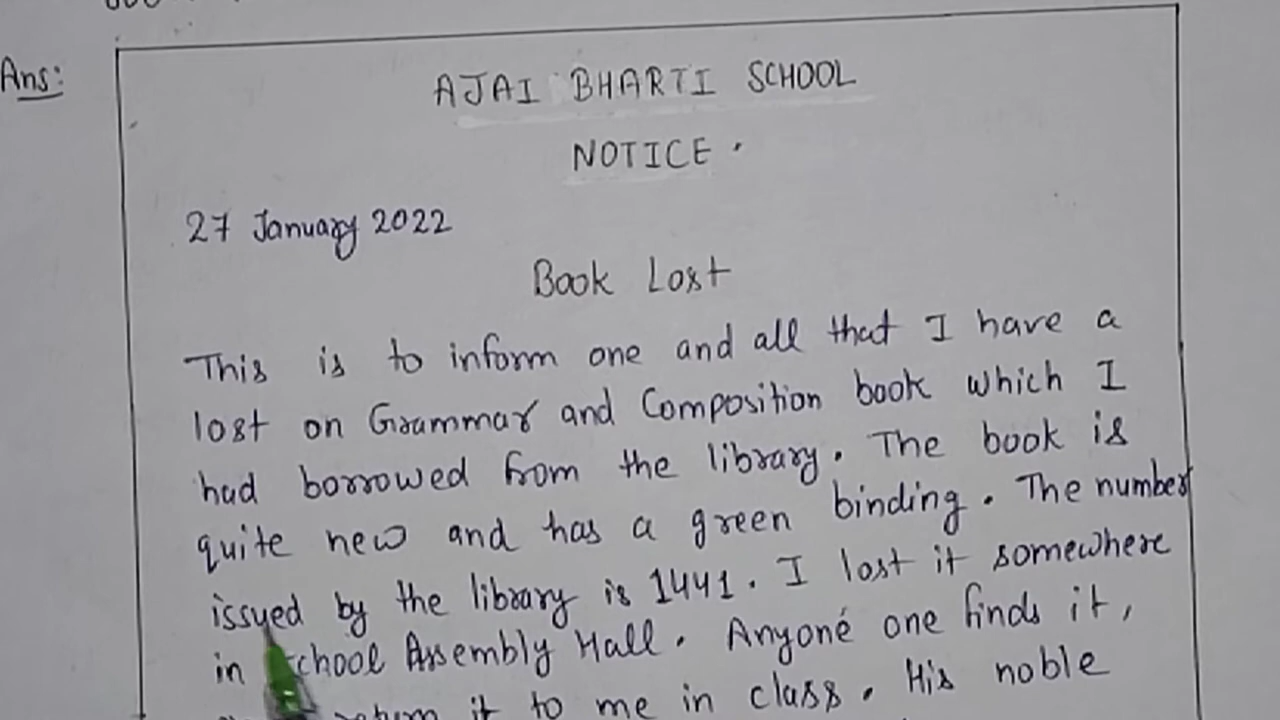 Ans:
AJAI BHARTI SCHOOL
NOTICE.
27 January 2022
Book Lost
This is to inform one and all that I have a
lost on Grammar and Composition book which I
had borrowed from the library. The book is
quite new and has a green binding. The number
issyed by the library is 1441. I lost it somewhere
in School Assembly Hall. Anyone one finds it,
it to me in class. His noble